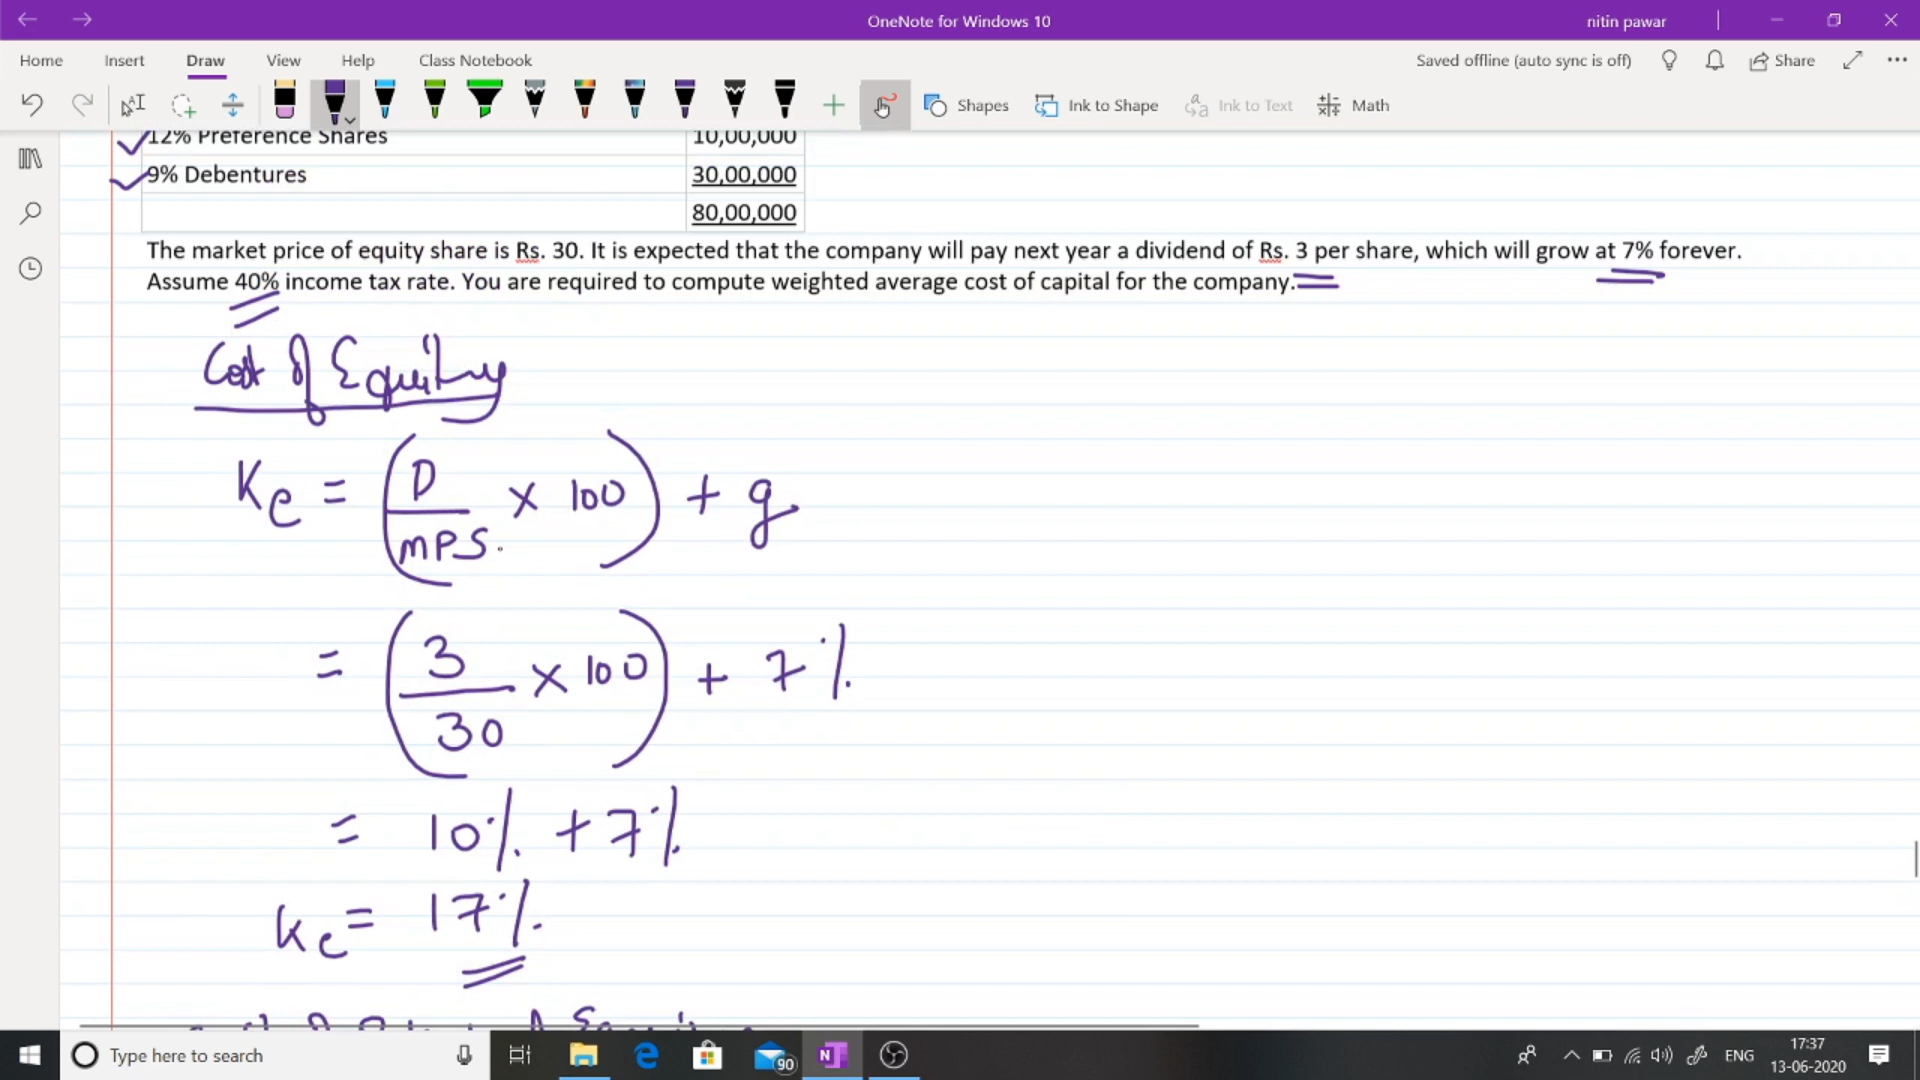 OneNote for Windows 10
nitin pawar
Home Insert Draw View Help Class Notebook
Saved offline (auto sync is off) Share
Shapes Ink to Shape Ink to Text Math
12% Preference Shares 10,00,000
9% Debentures 30,00,000
80,00,000
The market price of equity share is Rs. 30. It is expected that the company will pay next year a dividend of Rs. 3 per share, which will grow at 7% forever.
Assume 40% income tax rate. You are required to compute weighted average cost of capital for the company.
Cost of Equity
Ke = (D/MPS × 100) + g
= (3/30 × 100) + 7%
= 10% + 7%
Ke = 17%
Type here to search
90
ENG
17:37
13-06-2020